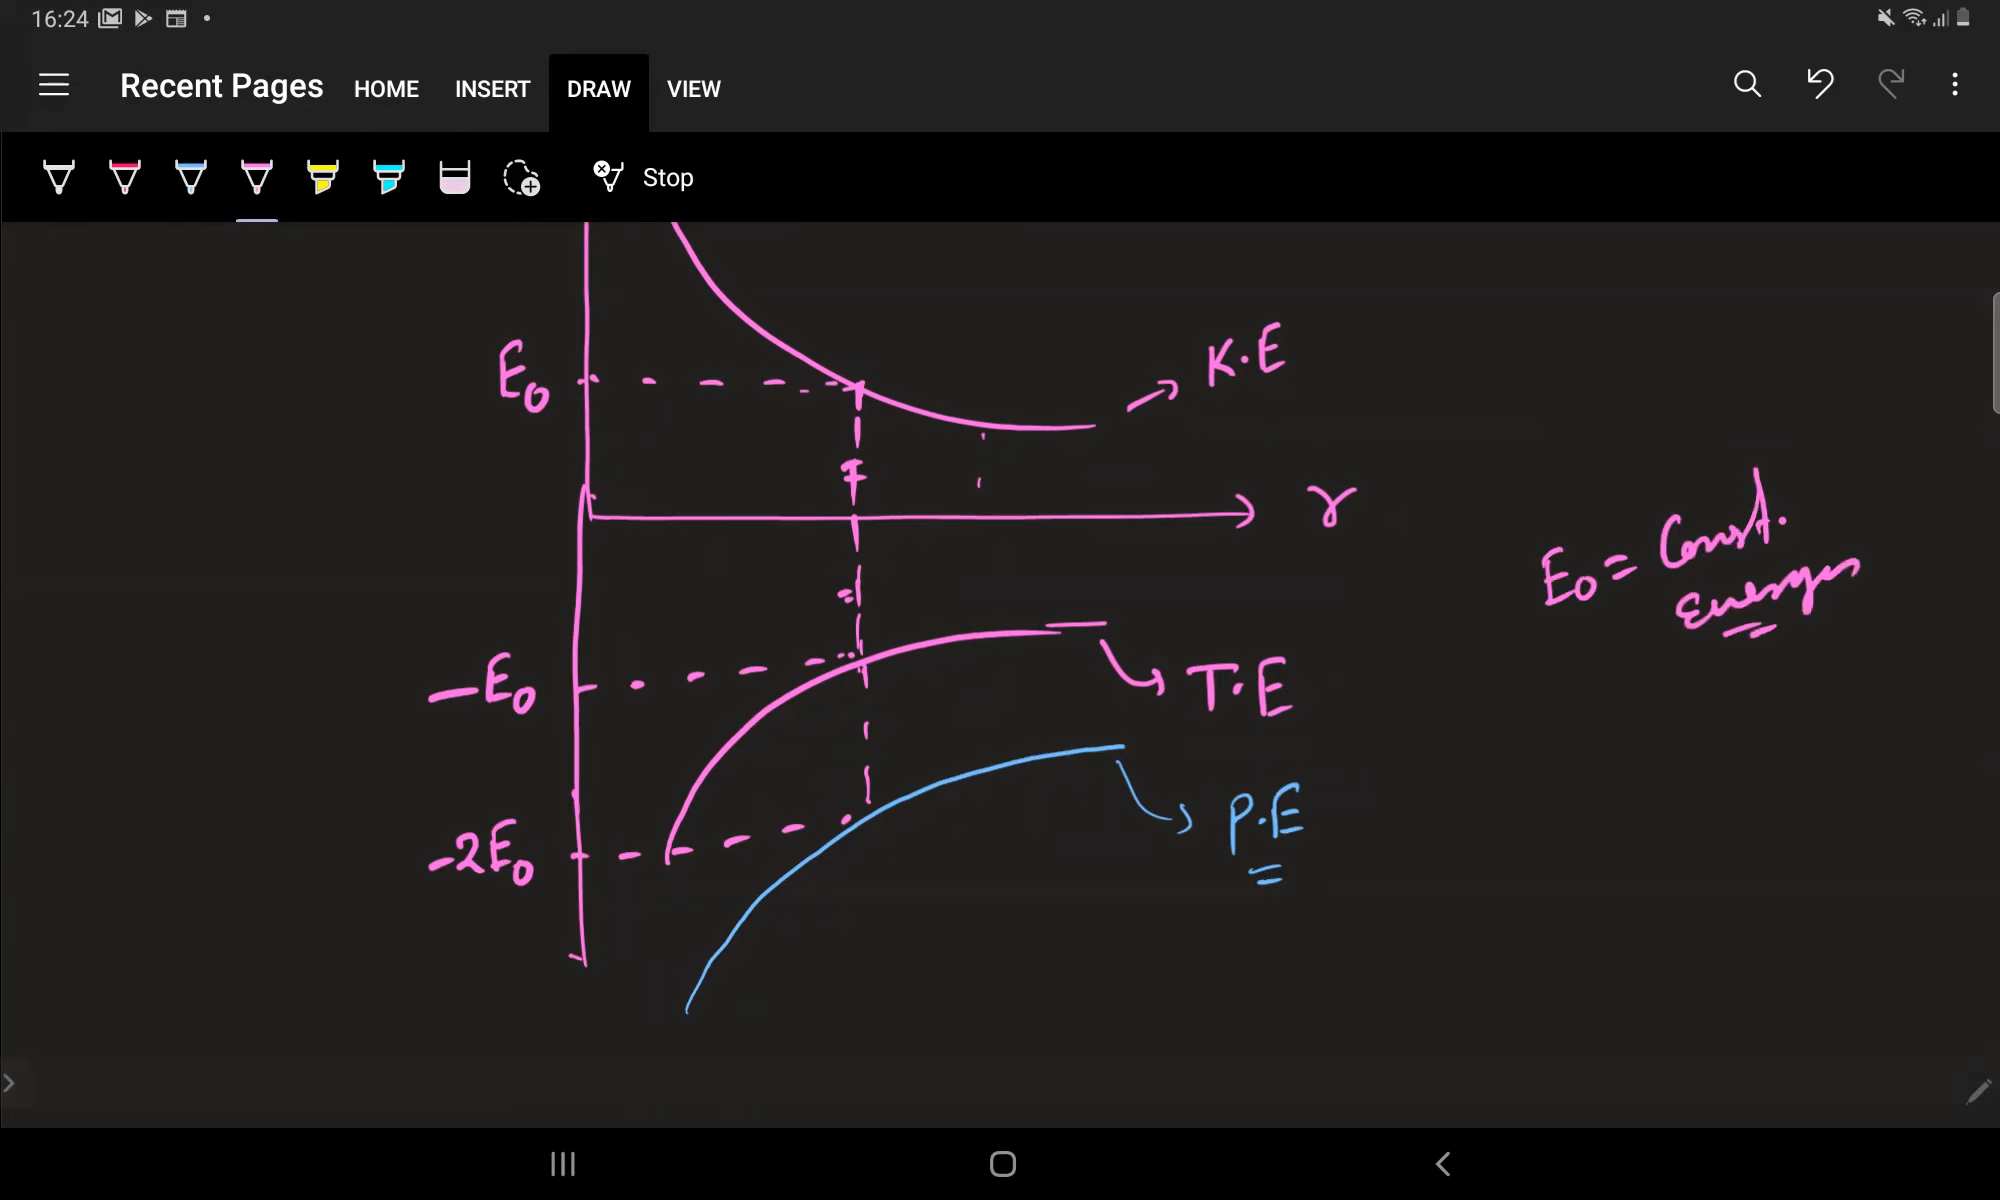 16:24
Recent Pages HOME INSERT DRAW VIEW
Stop
E₀
K.E
r
E₀ = Const.
Energy
-E₀
T.E
-2E₀
P.E